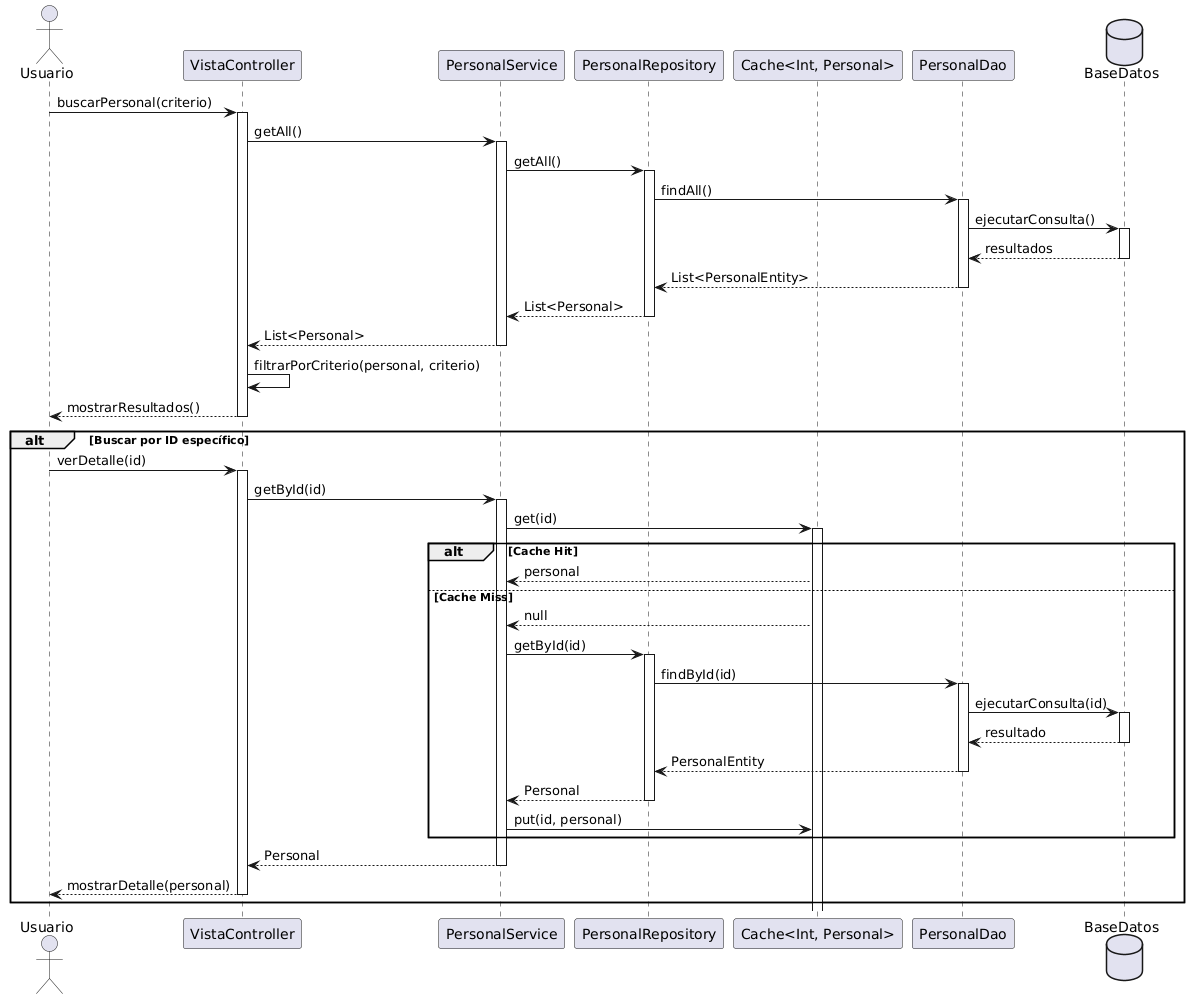 Usuario
VistaController
PersonalService
PersonalRepository
Cache<Int, Personal>
PersonalDao
BaseDatos
buscarPersonal(criterio)
getAll()
getAll()
findAll()
ejecutarConsulta()
resultados
List<PersonalEntity>
List<Personal>
List<Personal>
filtrarPorCriterio(personal, criterio)
mostrarResultados()
alt [Buscar por ID específico]
verDetalle(id)
getById(id)
get(id)
alt [Cache Hit]
personal
[Cache Miss]
null
getById(id)
findById(id)
ejecutarConsulta(id)
resultado
PersonalEntity
Personal
put(id, personal)
Personal
mostrarDetalle(personal)
Usuario
VistaController
PersonalService
PersonalRepository
Cache<Int, Personal>
PersonalDao
BaseDatos